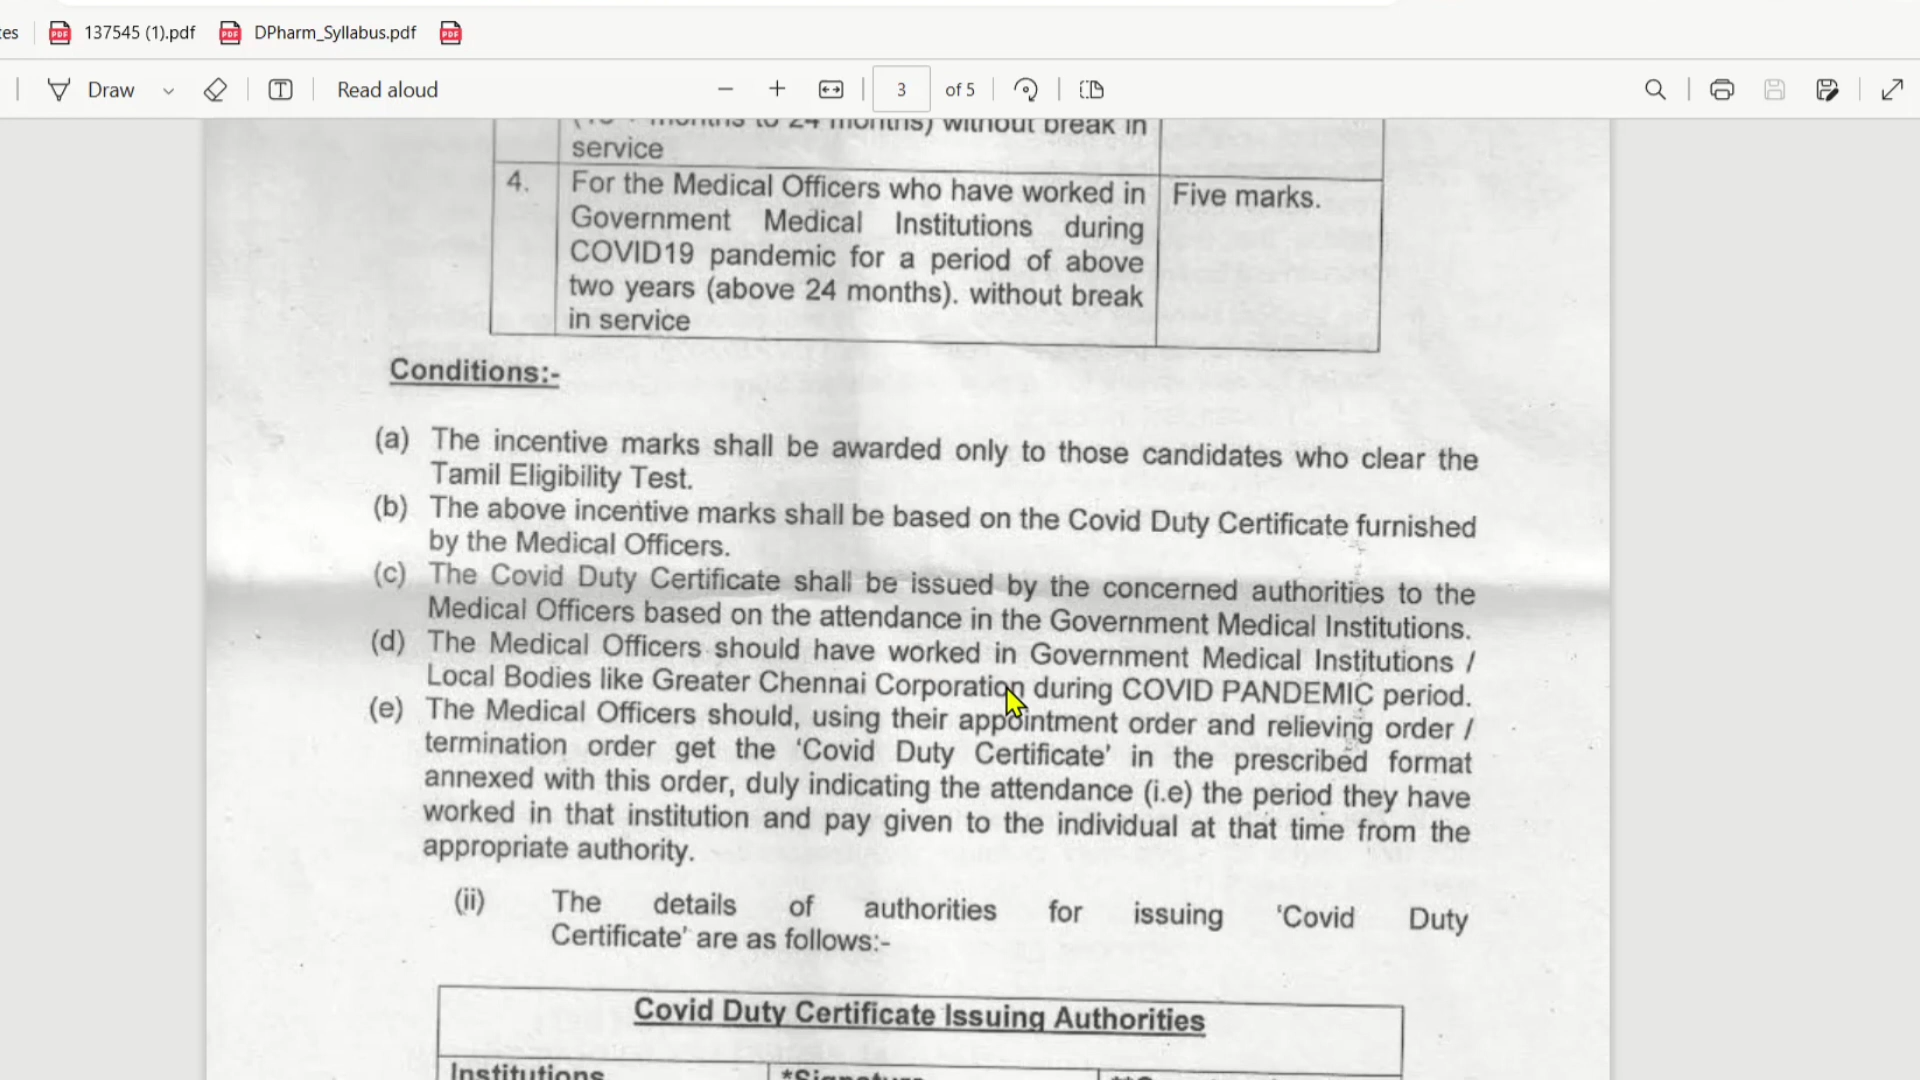 es 137545 (1).pdf DPharm_Syllabus.pdf
Draw Read aloud 3 of 5
months to 24 months) without break in
service
4. For the Medical Officers who have worked in Five marks.
Government Medical Institutions during
COVID19 pandemic for a period of above
two years (above 24 months). without break
in service
Conditions:-
(a) The incentive marks shall be awarded only to those candidates who clear the
Tamil Eligibility Test.
(b) The above incentive marks shall be based on the Covid Duty Certificate furnished
by the Medical Officers.
(c) The Covid Duty Certificate shall be issued by the concerned authorities to the
Medical Officers based on the attendance in the Government Medical Institutions.
(d) The Medical Officers should have worked in Government Medical Institutions /
Local Bodies like Greater Chennai Corporation during COVID PANDEMIC period.
(e) The Medical Officers should, using their appointment order and relieving order /
termination order get the ‘Covid Duty Certificate’ in the prescribed format
annexed with this order, duly indicating the attendance (i.e) the period they have
worked in that institution and pay given to the individual at that time from the
appropriate authority.
(ii) The details of authorities for issuing ‘Covid Duty
Certificate’ are as follows:-
Covid Duty Certificate Issuing Authorities
Institutions *Signature